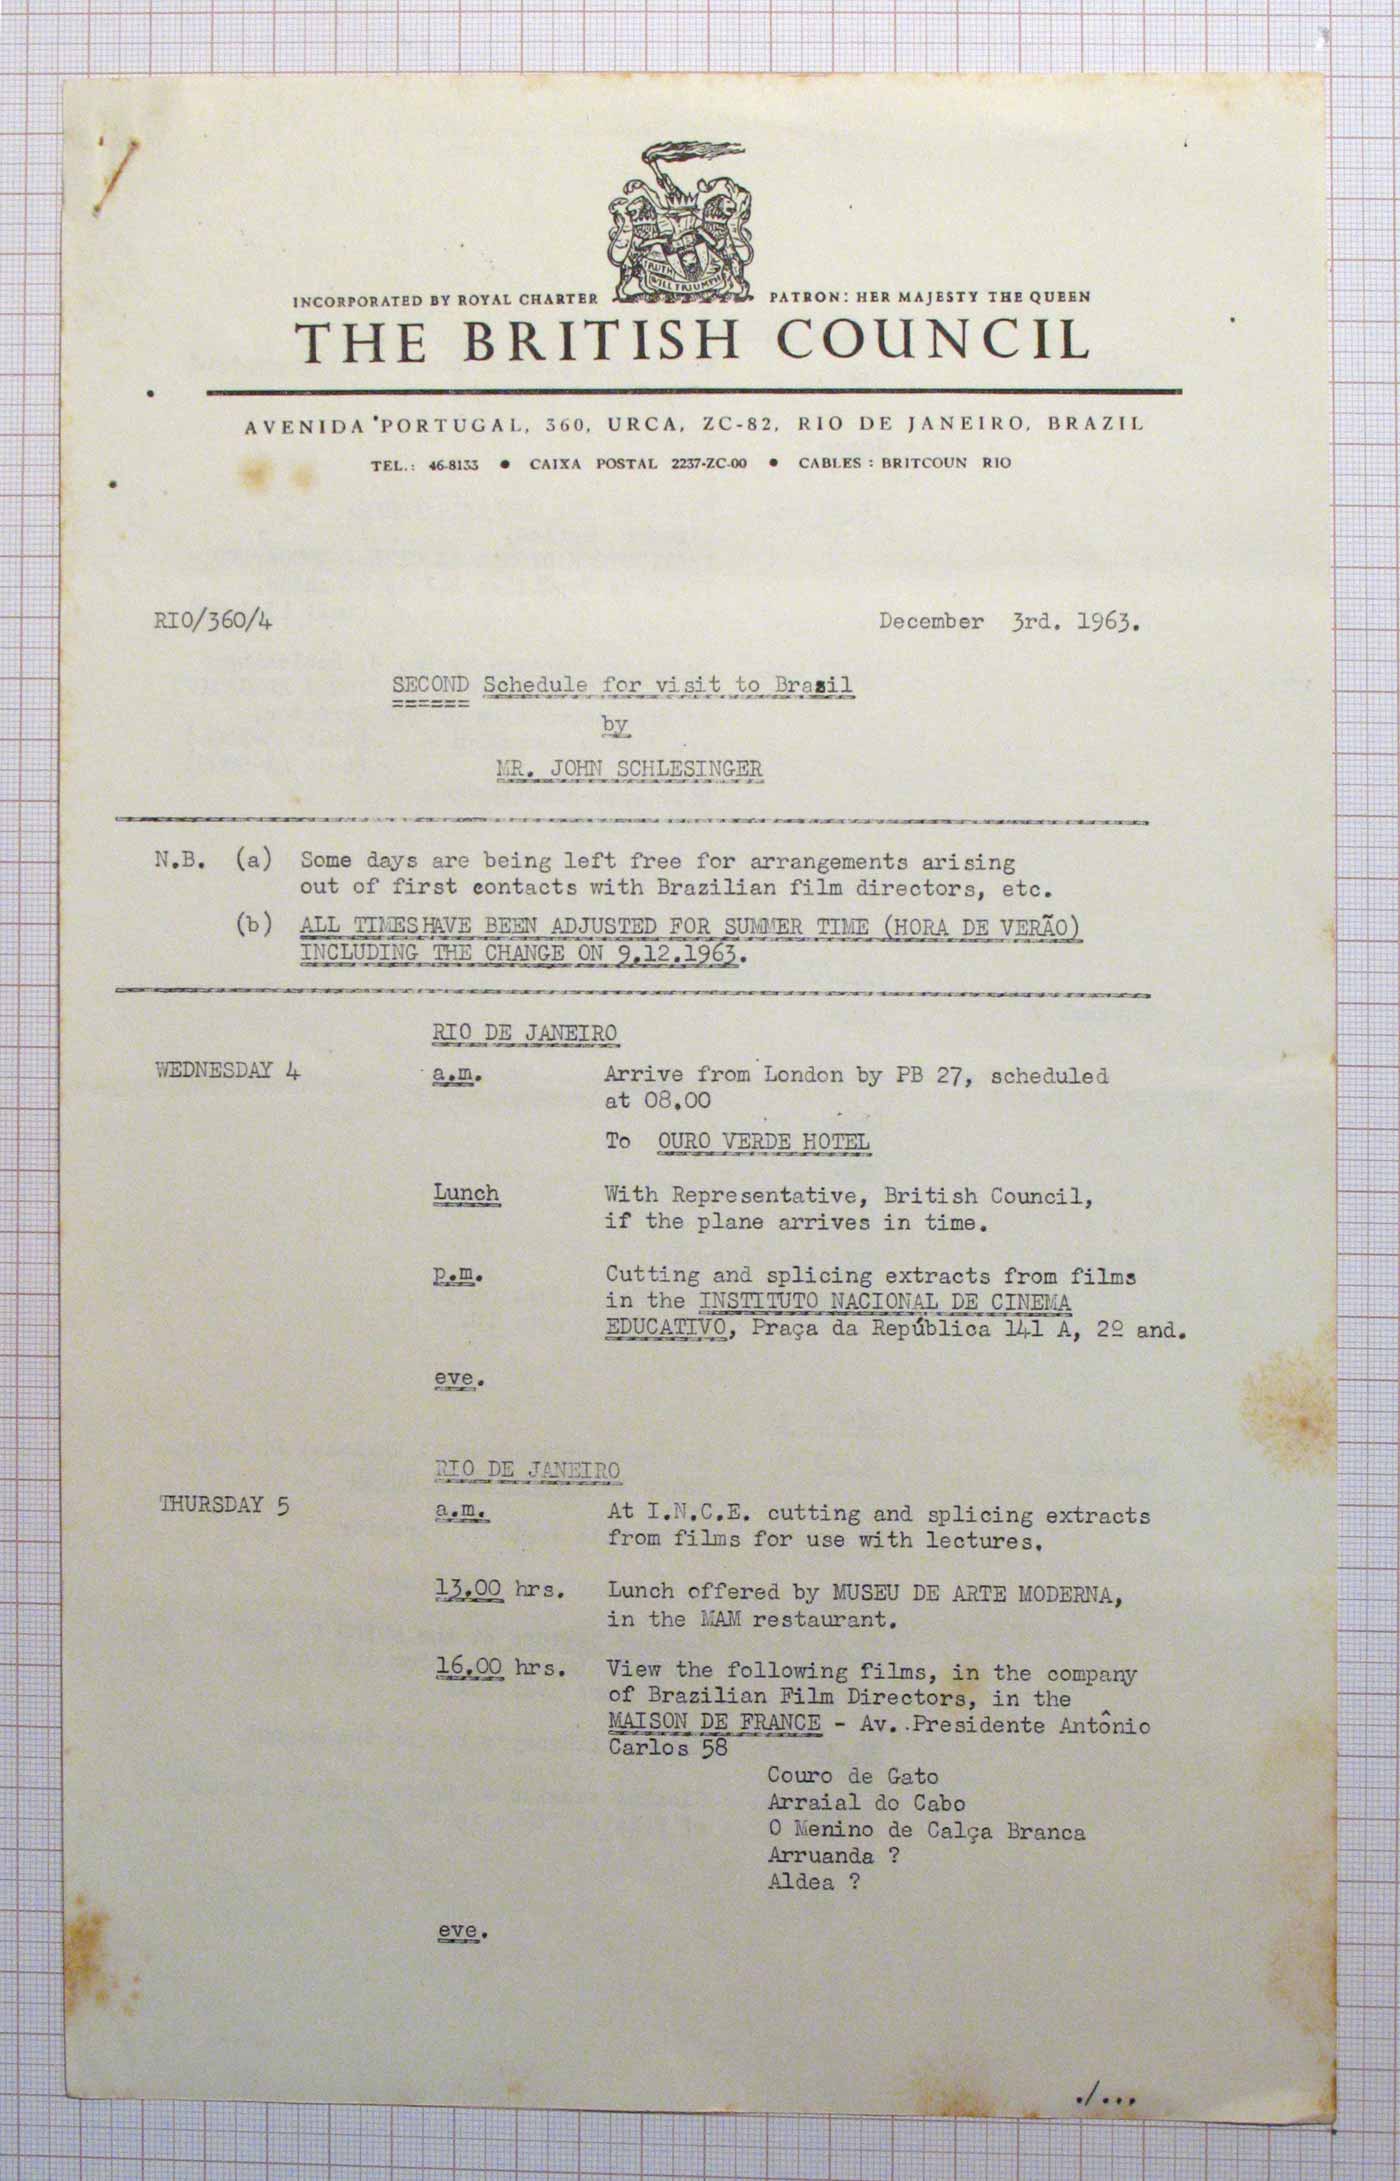 TRUTH
WILL TRIUMPH
INCORPORATED BY ROYAL CHARTER PATRON: HER MAJESTY THE QUEEN
THE BRITISH COUNCIL
AVENIDA PORTUGAL, 360, URCA, ZC-82, RIO DE JANEIRO, BRAZIL
TEL.: 46-8133 • CAIXA POSTAL 2237-ZC-00 • CABLES: BRITCOUN RIO
RIO/360/4 December 3rd. 1963.
SECOND Schedule for visit to Brasil
by
MR. JOHN SCHLESINGER
N.B. (a) Some days are being left free for arrangements arising
out of first contacts with Brazilian film directors, etc.
(b) ALL TIMES HAVE BEEN ADJUSTED FOR SUMMER TIME (HORA DE VERÃO)
INCLUDING THE CHANGE ON 9.12.1963.
RIO DE JANEIRO
WEDNESDAY 4 a.m. Arrive from London by PB 27, scheduled
at 08.00
To OURO VERDE HOTEL
Lunch With Representative, British Council,
if the plane arrives in time.
p.m. Cutting and splicing extracts from films
in the INSTITUTO NACIONAL DE CINEMA
EDUCATIVO, Praça da República 141 A, 2º and.
eve.
RIO DE JANEIRO
THURSDAY 5 a.m. At I.N.C.E. cutting and splicing extracts
from films for use with lectures.
13.00 hrs. Lunch offered by MUSEU DE ARTE MODERNA,
in the MAM restaurant.
16.00 hrs. View the following films, in the company
of Brazilian Film Directors, in the
MAISON DE FRANCE - Av. Presidente Antônio
Carlos 58
Couro de Gato
Arraial do Cabo
O Menino de Calça Branca
Arruanda ?
Aldea ?
eve.
./...